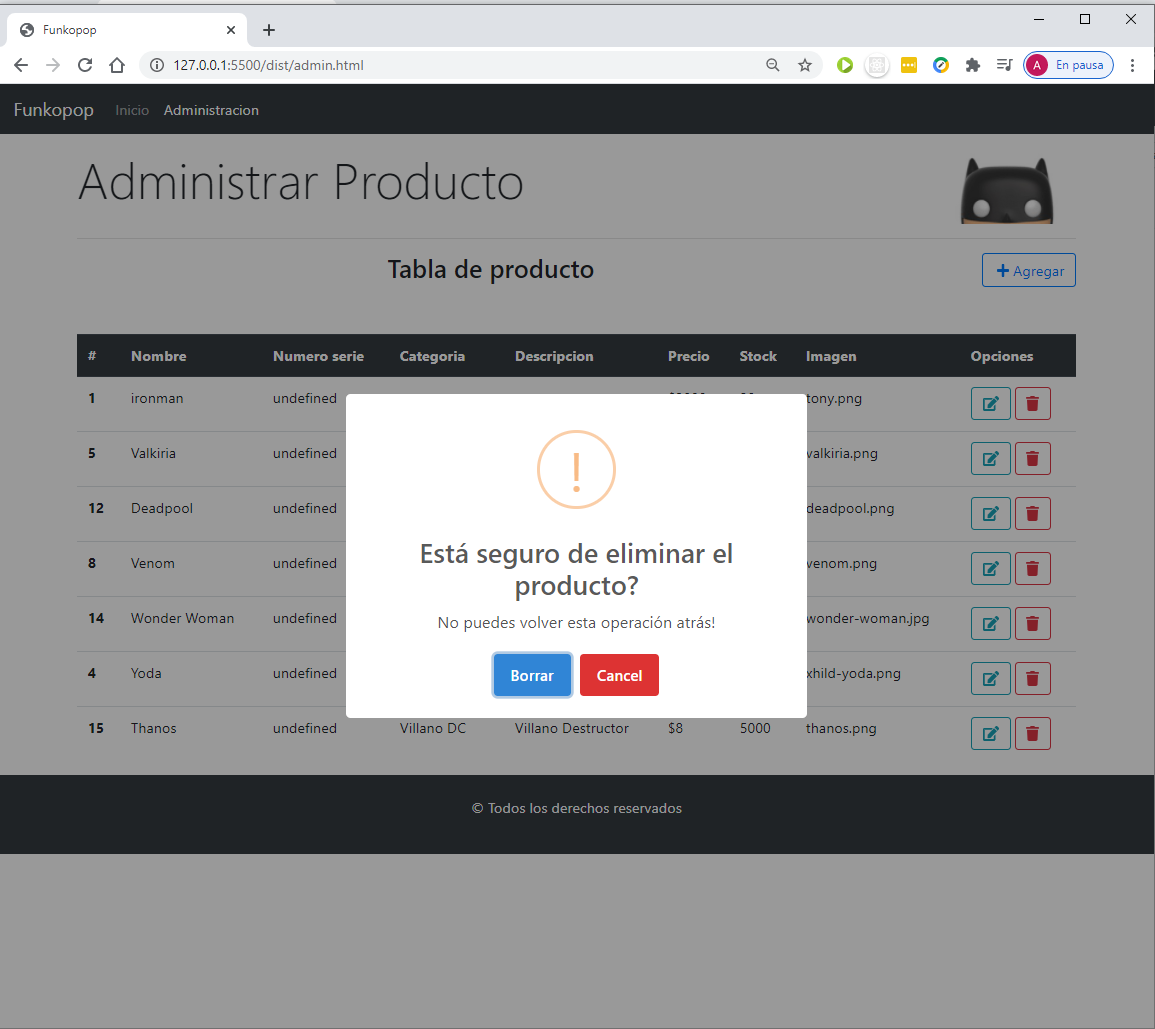 Funkopop
127.0.0.1:5500/dist/admin.html
A En pausa
Funkopop Inicio Administracion
Administrar Producto
Tabla de producto
Agregar
# Nombre Numero serie Categoria Descripcion Precio Stock Imagen Opciones
1 ironman undefined tony.png
5 Valkiria undefined valkiria.png
12 Deadpool undefined deadpool.png
8 Venom undefined venom.png
14 Wonder Woman undefined wonder-woman.jpg
4 Yoda undefined xhild-yoda.png
15 Thanos undefined Villano DC Villano Destructor $8 5000 thanos.png
!
Está seguro de eliminar el
producto?
No puedes volver esta operación atrás!
Borrar Cancel
© Todos los derechos reservados